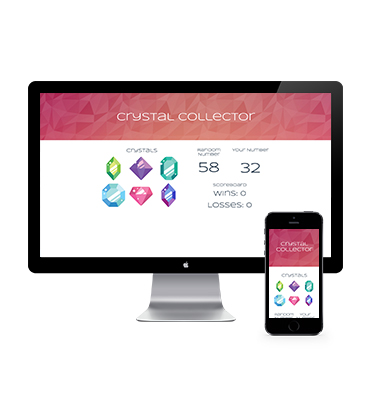 crystal collector
crystals
Random
Number
Your Number
58
32
scoreboard
wins: 0
Losses: 0
crystal
collector
crystals
Random
Your